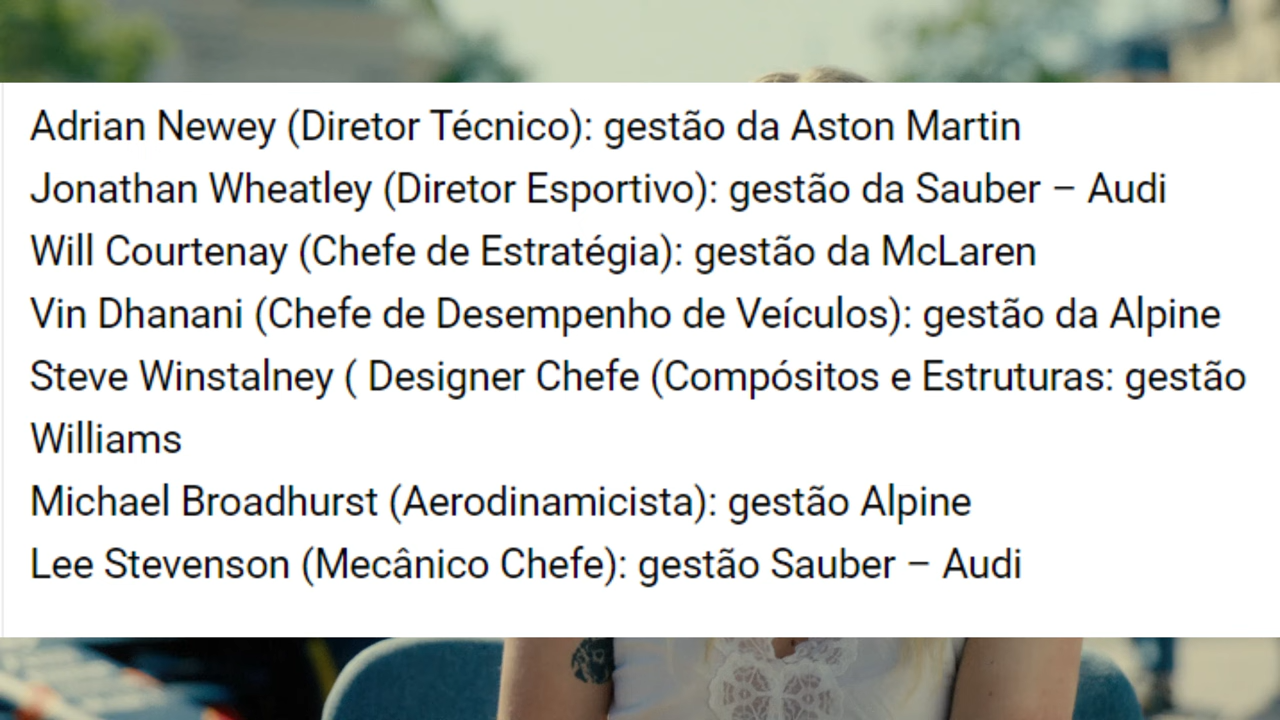 Adrian Newey (Diretor Técnico): gestão da Aston Martin
Jonathan Wheatley (Diretor Esportivo): gestão da Sauber – Audi
Will Courtenay (Chefe de Estratégia): gestão da McLaren
Vin Dhanani (Chefe de Desempenho de Veículos): gestão da Alpine
Steve Winstalney ( Designer Chefe (Compósitos e Estruturas: gestão
Williams
Michael Broadhurst (Aerodinamicista): gestão Alpine
Lee Stevenson (Mecânico Chefe): gestão Sauber – Audi